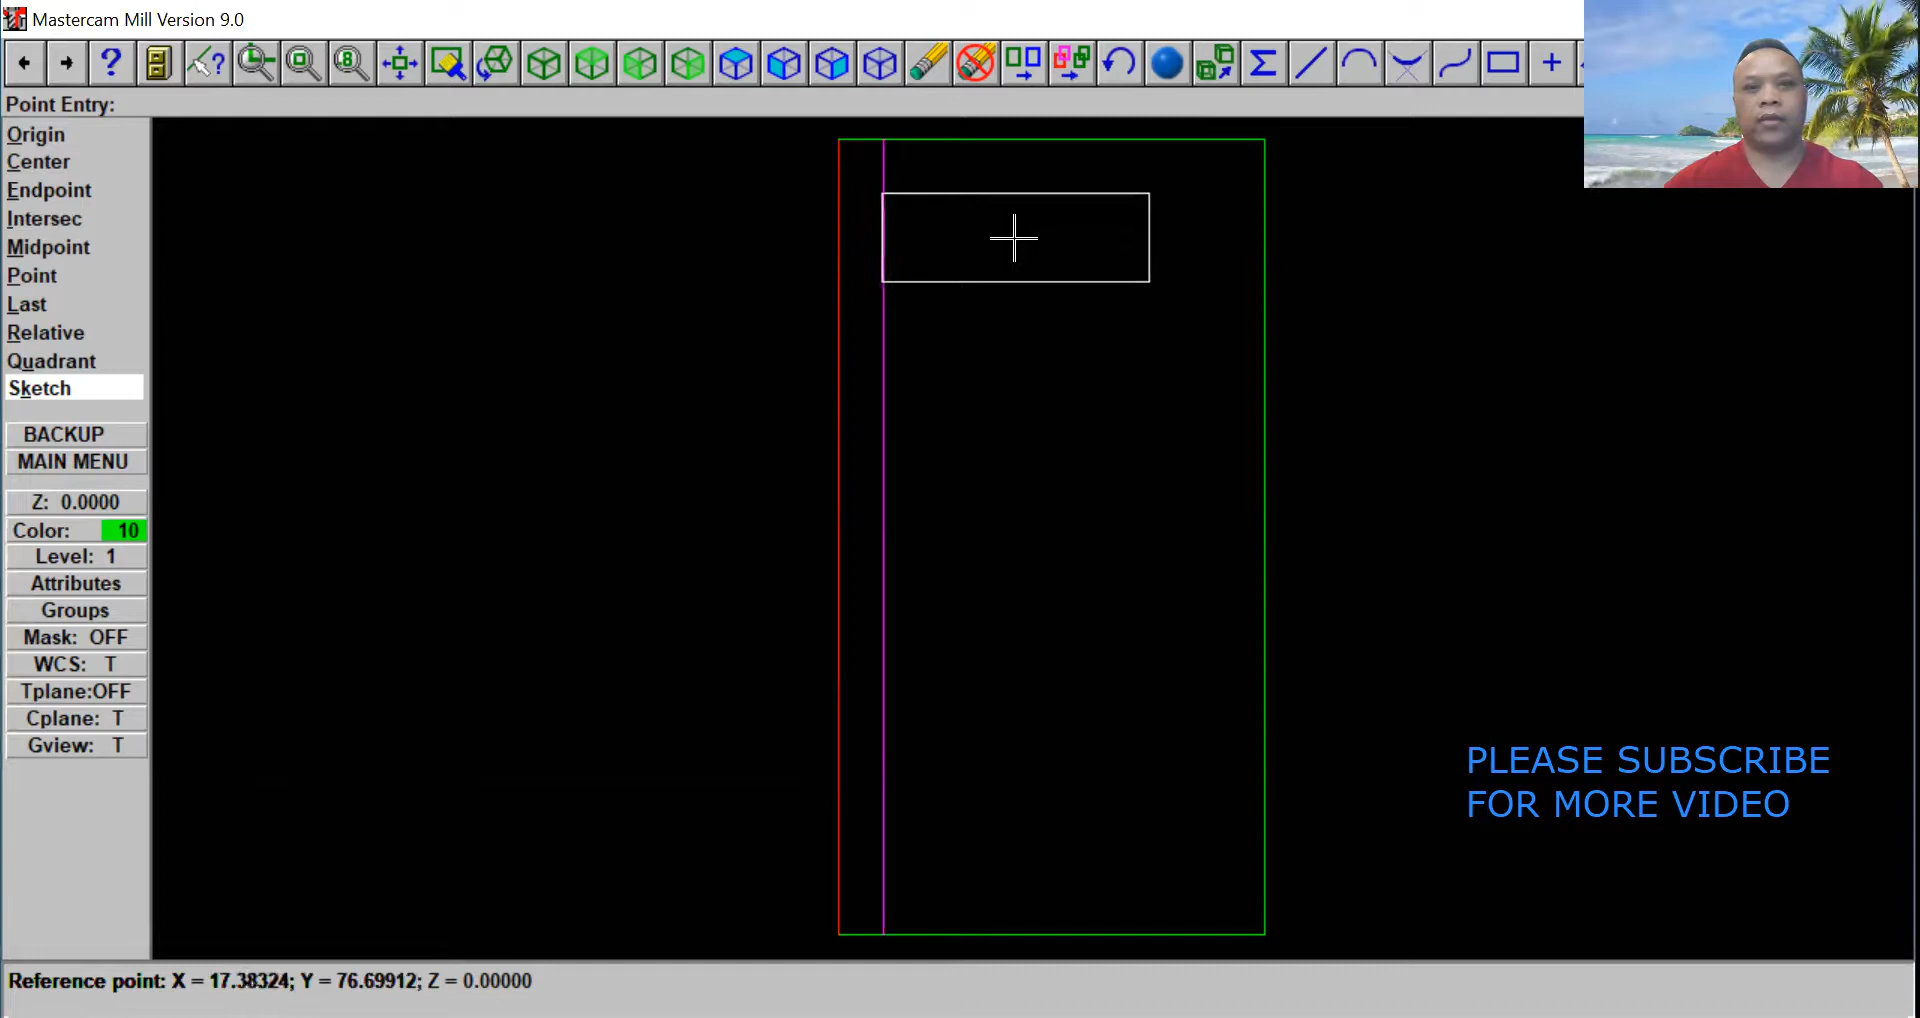 Mastercam Mill Version 9.0
Point Entry:
Origin
Center
Endpoint
Intersec
Midpoint
Point
Last
Relative
Quadrant
Sketch
BACKUP
MAIN MENU
Z: 0.0000
Color: 10
Level: 1
Attributes
Groups
Mask: OFF
WCS: T
Tplane:OFF
Cplane: T
Gview: T
PLEASE SUBSCRIBE
FOR MORE VIDEO
Reference point: X = 17.38324; Y = 76.69912; Z = 0.00000